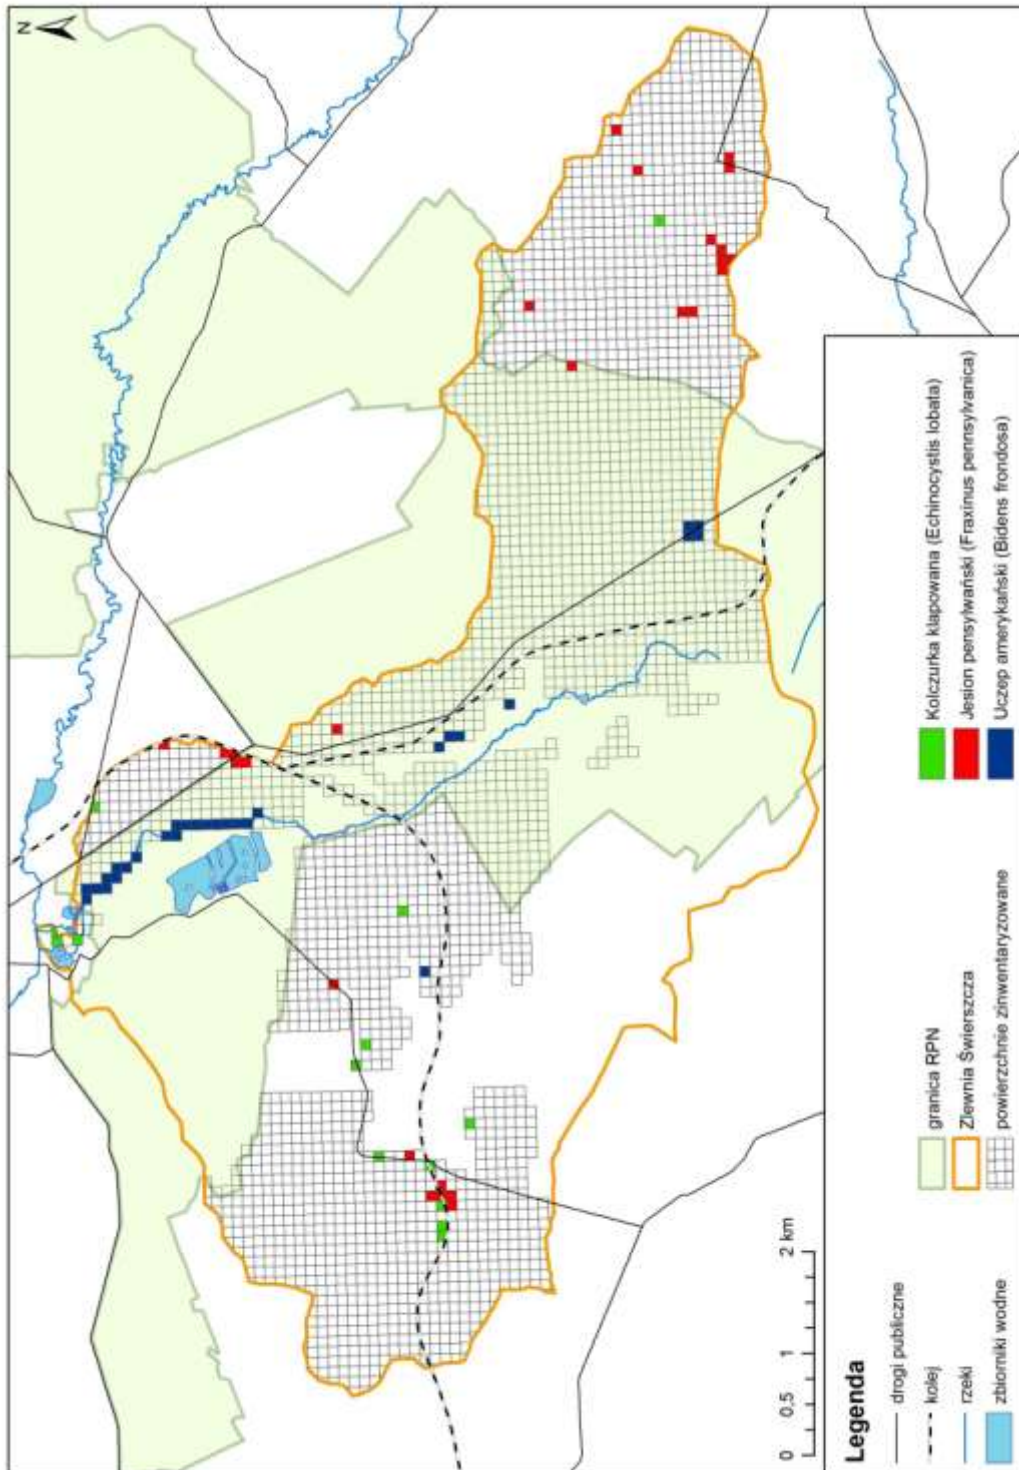 N
0 0.5 1 2 km
Legenda
drogi publiczne
kolej
rzeki
zbiorniki wodne
granica RPN
Zlewnia Świerszcza
powierzchnie zinwentaryzowane
Kolczurka klapowana (Echinocystis lobata)
Jesion pensylwański (Fraxinus pennsylvanica)
Uczep amerykański (Bidens frondosa)